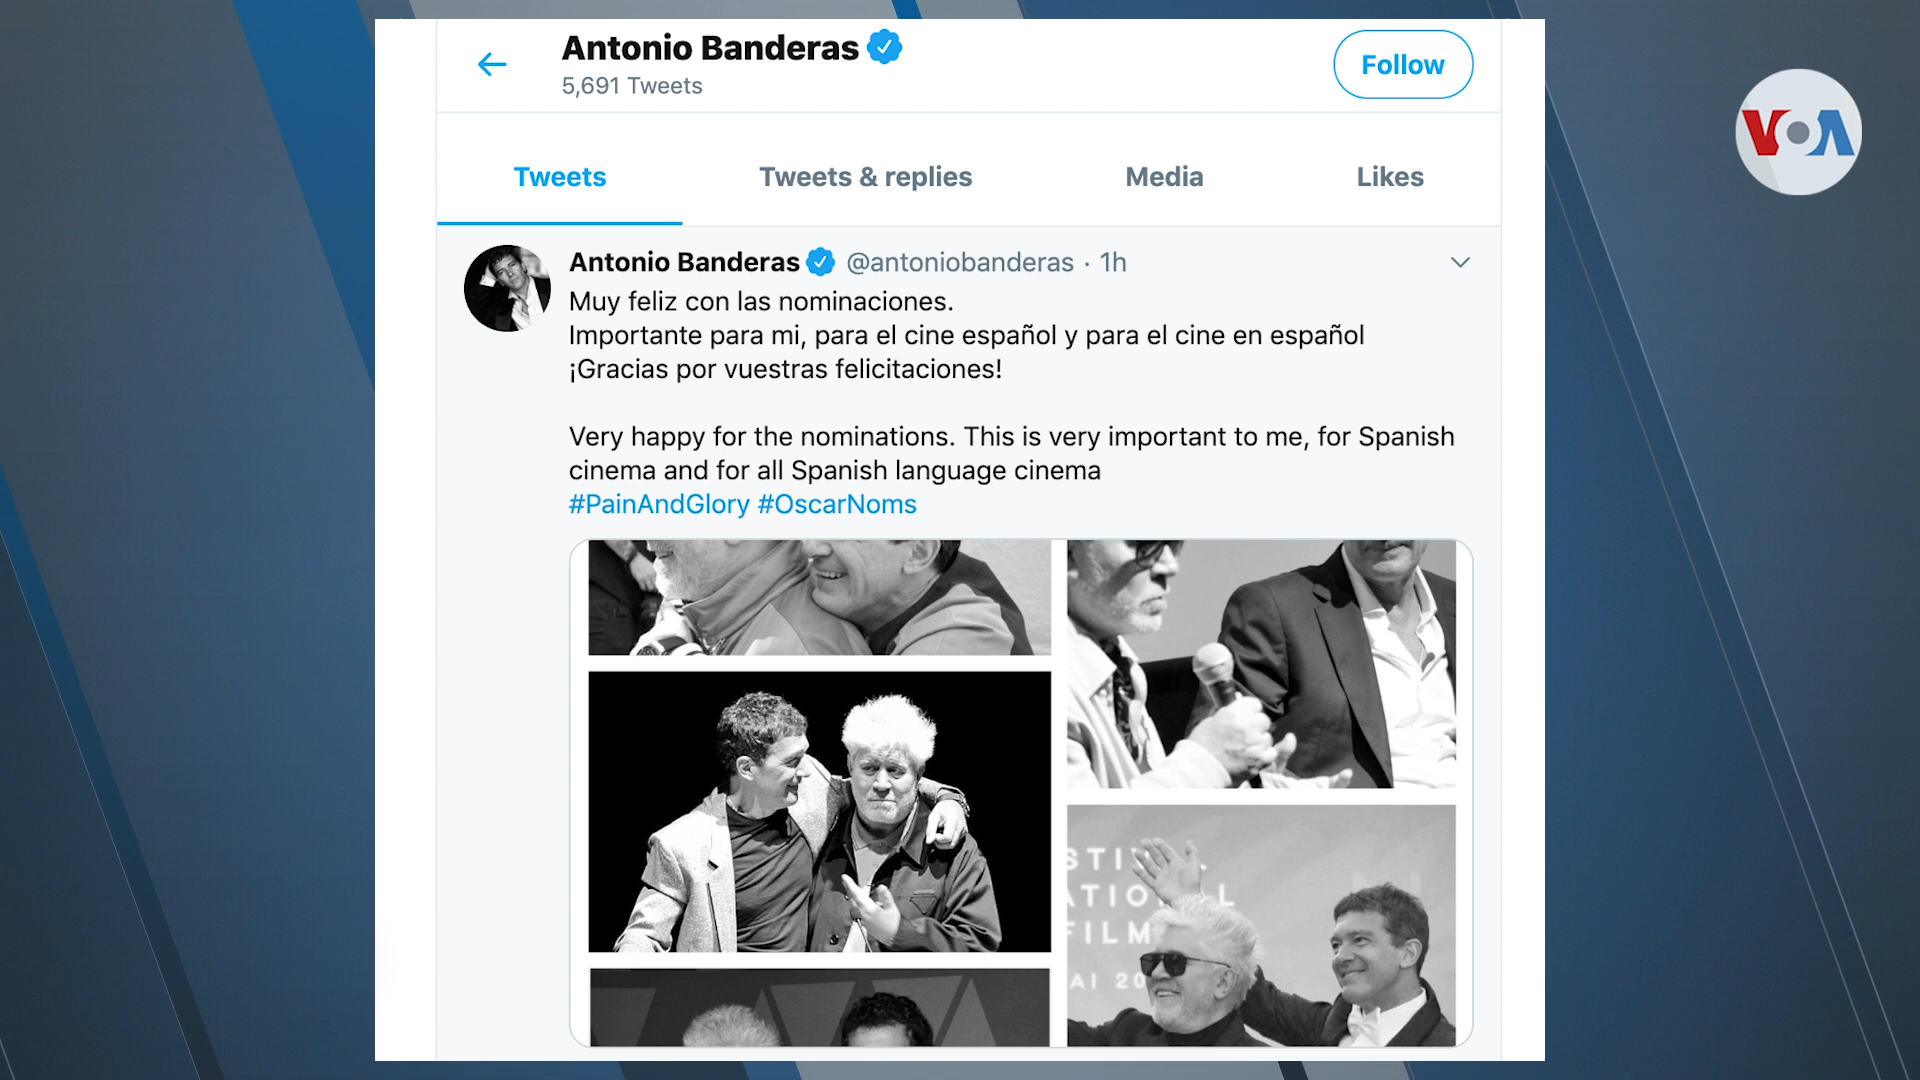 Antonio Banderas
5,691 Tweets
Follow
VOA
Tweets
Tweets & replies
Media
Likes
Antonio Banderas @antoniobanderas · 1h
Muy feliz con las nominaciones.
Importante para mi, para el cine español y para el cine en español
¡Gracias por vuestras felicitaciones!
Very happy for the nominations. This is very important to me, for Spanish
cinema and for all Spanish language cinema
#PainAndGlory #OscarNoms
FILM